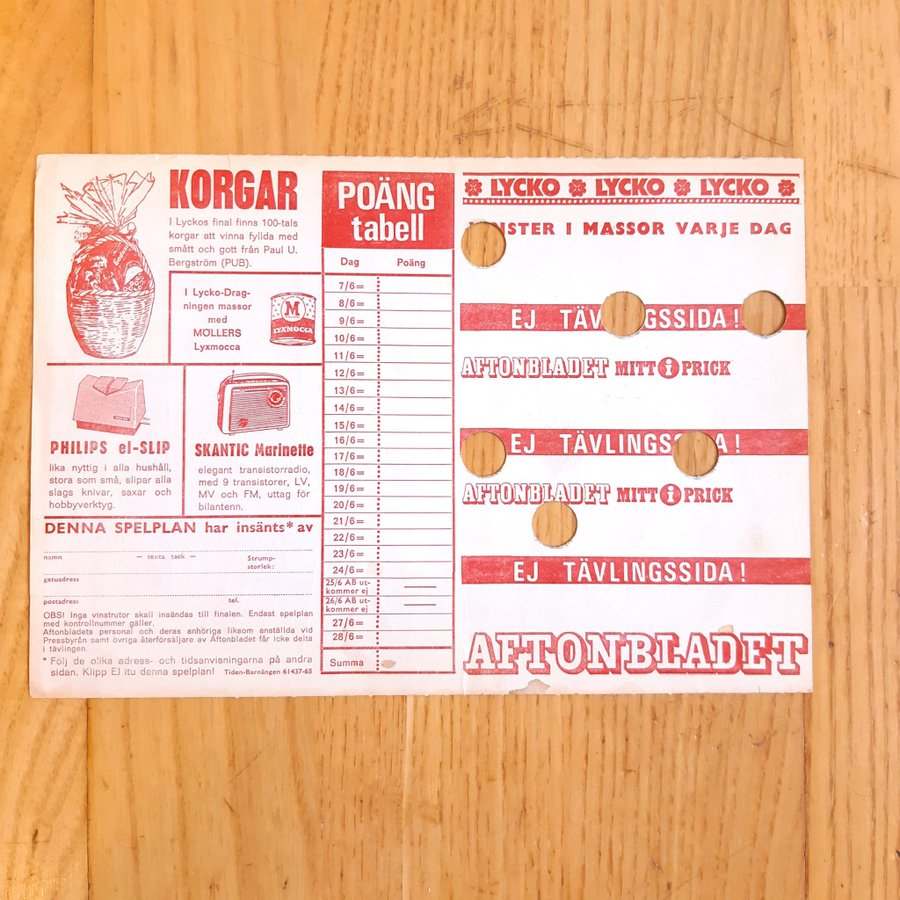 KORGAR
I Lyckos final finns 100-tals
korgar att vinna fyllda med
smått och gott från Paul U.
Bergström (PUB).
I Lycko-Drag-
ningen massor
med
MÖLLERS
Lyxmocca
M
LYXMOCCA
PHILIPS el-SLIP
lika nyttig i alla hushåll,
stora som små, slipar alla
slags knivar, saxar och
hobbyverktyg.
SKANTIC Marinette
elegant transistorradio,
med 9 transistorer, LV,
MV och FM, uttag för
bilantenn.
DENNA SPELPLAN har insänts* av
namn — texta tack — Strump-
storlek:
gatuadress
postadress tel.
OBS! Inga vinstrutor skall insändas till finalen. Endast spelplan
med kontrollnummer gäller.
Aftonbladets personal och deras anhöriga liksom anställda vid
Pressbyrån samt övriga återförsäljare av Aftonbladet får icke delta
i tävlingen.
* Följ de olika adress- och tidsanvisningarna på andra
sidan. Klipp EJ itu denna spelplan! Tiden-Barnängen 61437-65
POÄNG
tabell
Dag Poäng
7/6=
8/6=
9/6=
10/6=
11/6=
12/6=
13/6=
14/6=
15/6=
16/6=
17/6=
18/6=
19/6=
20/6=
21/6=
22/6=
23/6=
24/6=
25/6 AB ut-
kommer ej —
26/6 AB ut-
kommer ej —
27/6=
28/6=
Summa
LYCKO LYCKO LYCKO
NSTER I MASSOR VARJE DAG
EJ TÄV GSSIDA!
AFTONBLADET MITT I PRICK
EJ TÄVLINGS A!
AFTONBLADET MITT I PRICK
EJ TÄVLINGSSIDA!
AFTONBLADET